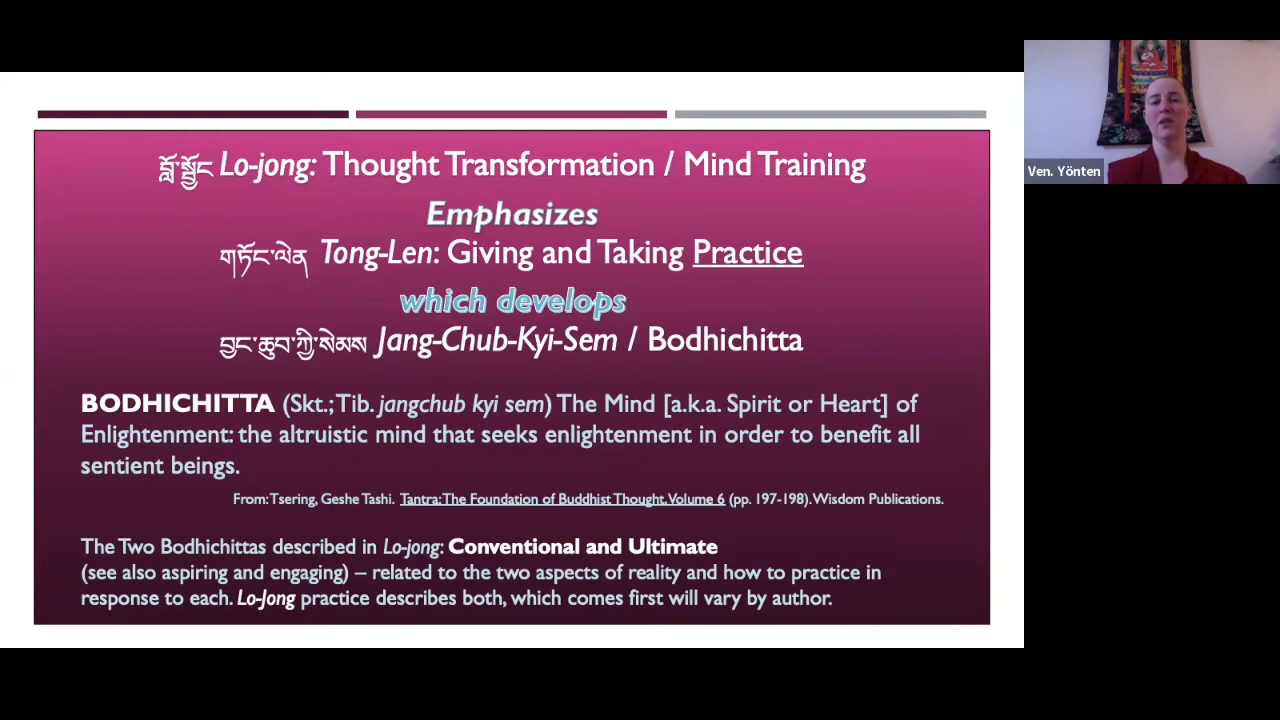 བློ་སྦྱོང Lo-jong: Thought Transformation / Mind Training
Emphasizes
གཏོང་ལེན Tong-Len: Giving and Taking Practice
which develops
བྱང་ཆུབ་ཀྱི་སེམས Jang-Chub-Kyi-Sem / Bodhichitta
BODHICHITTA (Skt.; Tib. jangchub kyi sem) The Mind [a.k.a. Spirit or Heart] of
Enlightenment: the altruistic mind that seeks enlightenment in order to benefit all
sentient beings.
From: Tsering, Geshe Tashi. Tantra: The Foundation of Buddhist Thought, Volume 6 (pp. 197-198). Wisdom Publications.
The Two Bodhichittas described in Lo-jong: Conventional and Ultimate
(see also aspiring and engaging) – related to the two aspects of reality and how to practice in
response to each. Lo-Jong practice describes both, which comes first will vary by author.
Ven. Yönten